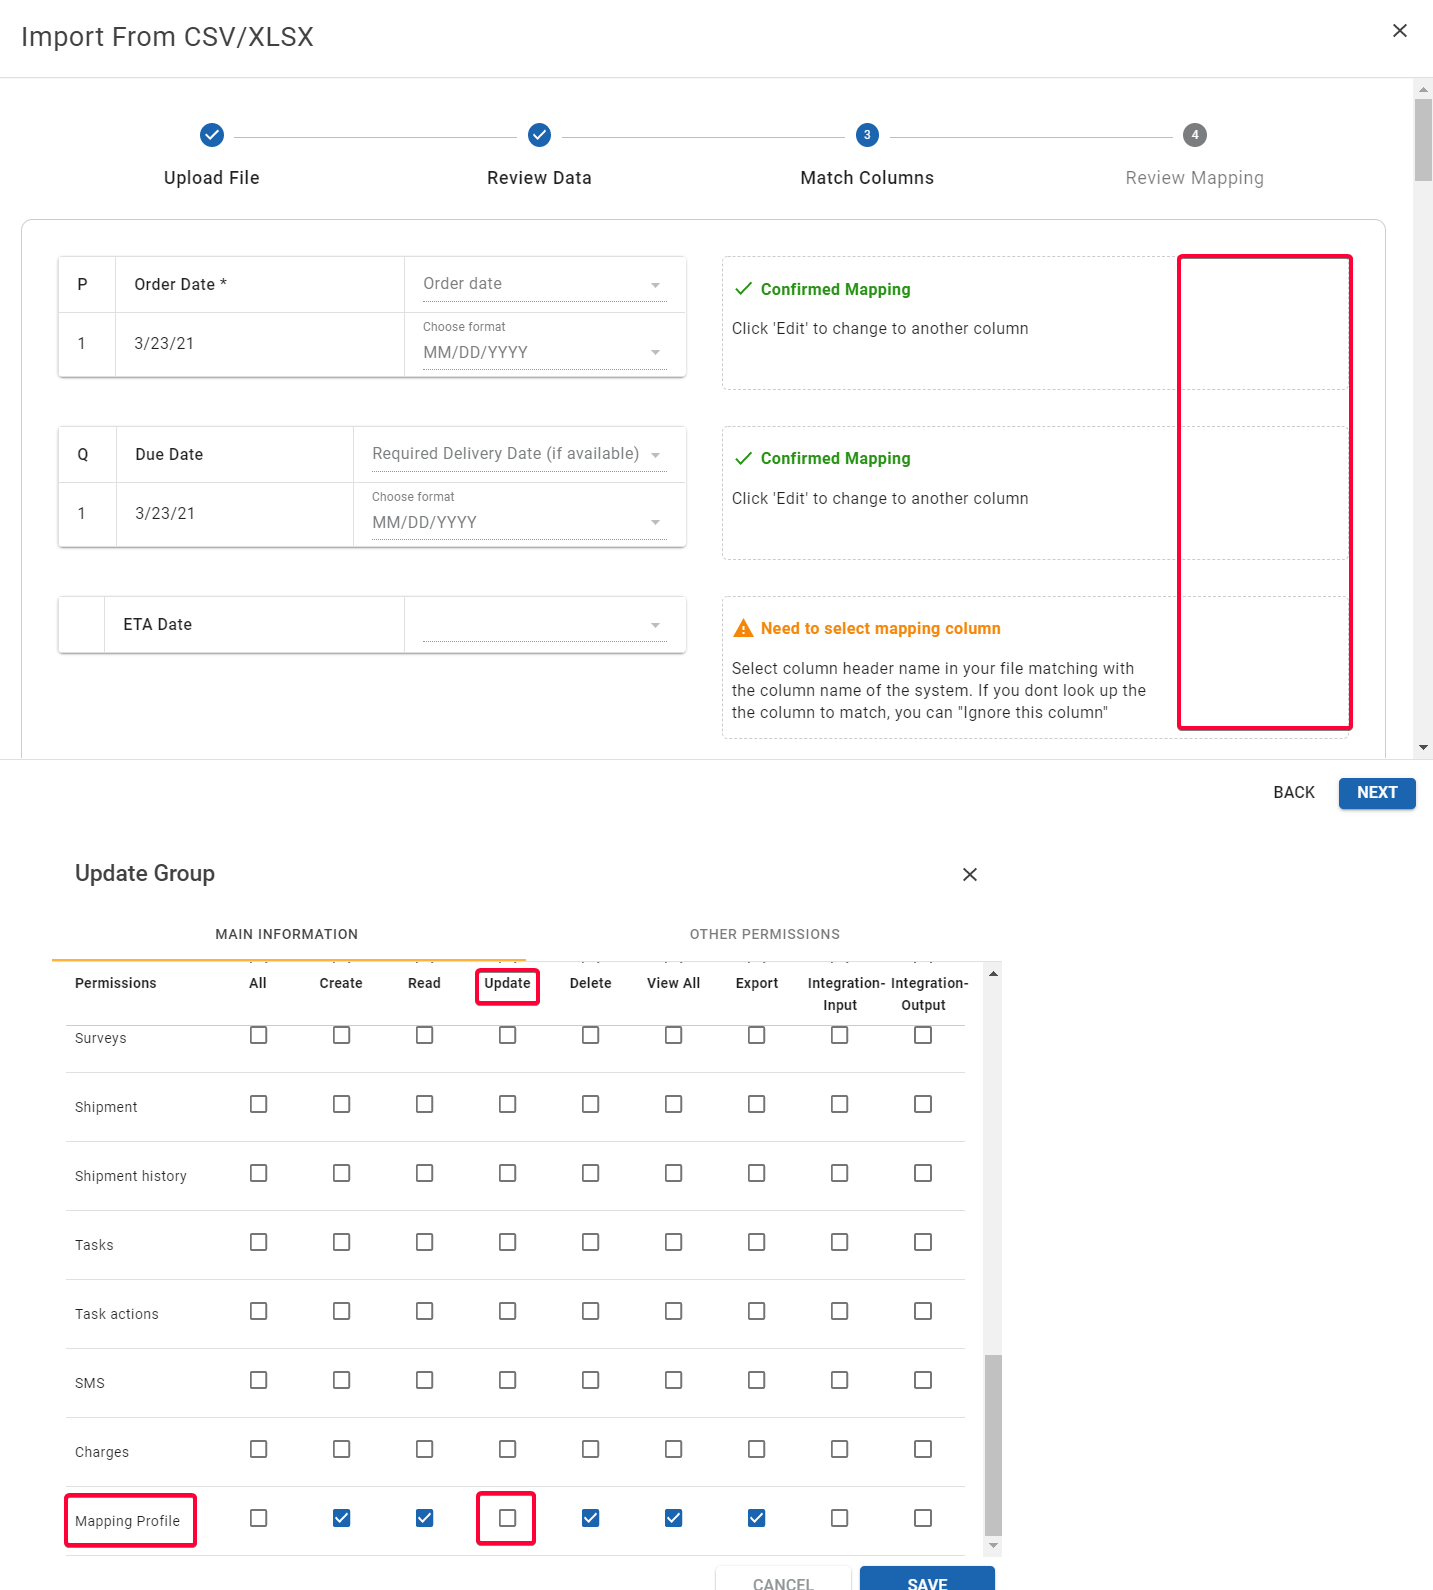 Import From CSV/XLSX
3
4
Upload File
Review Data
Match Columns
Review Mapping
P
Order Date *
Order date
1
3/23/21
Choose format
MM/DD/YYYY
Confirmed Mapping
Click 'Edit' to change to another column
Q
Due Date
Required Delivery Date (if available)
1
3/23/21
Choose format
MM/DD/YYYY
Confirmed Mapping
Click 'Edit' to change to another column
ETA Date
Need to select mapping column
Select column header name in your file matching with
the column name of the system. If you dont look up the
the column to match, you can "Ignore this column"
BACK
NEXT
Update Group
MAIN INFORMATION
OTHER PERMISSIONS
Permissions
All
Create
Read
Update
Delete
View All
Export
Integration-
Input
Integration-
Output
Surveys
Shipment
Shipment history
Tasks
Task actions
SMS
Charges
Mapping Profile
CANCEL
SAVE